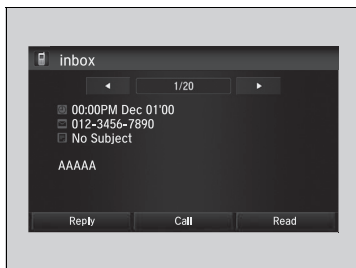 inbox
1/20
00:00PM Dec 01'00
012-3456-7890
No Subject
AAAAA
Reply Call Read